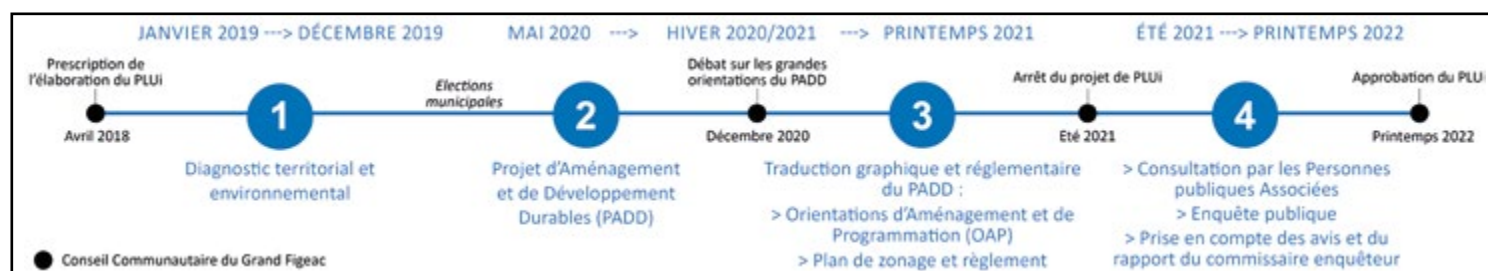 JANVIER 2019 ---> DÉCEMBRE 2019
MAI 2020 ---> HIVER 2020/2021 ---> PRINTEMPS 2021
ÉTÉ 2021 ---> PRINTEMPS 2022
Prescription de
l'élaboration du PLUi
Avril 2018
1
Diagnostic territorial et
environnemental
Elections
municipales
2
Projet d'Aménagement
et de Développement
Durables (PADD)
Débat sur les grandes
orientations du PADD
Décembre 2020
3
Traduction graphique et réglementaire
du PADD :
> Orientations d'Aménagement et de
Programmation (OAP)
> Plan de zonage et règlement
Arrêt du projet de PLUi
Eté 2021
4
> Consultation par les Personnes
publiques Associées
> Enquête publique
> Prise en compte des avis et du
rapport du commissaire enquêteur
Approbation du PLUi
Printemps 2022
Conseil Communautaire du Grand Figeac